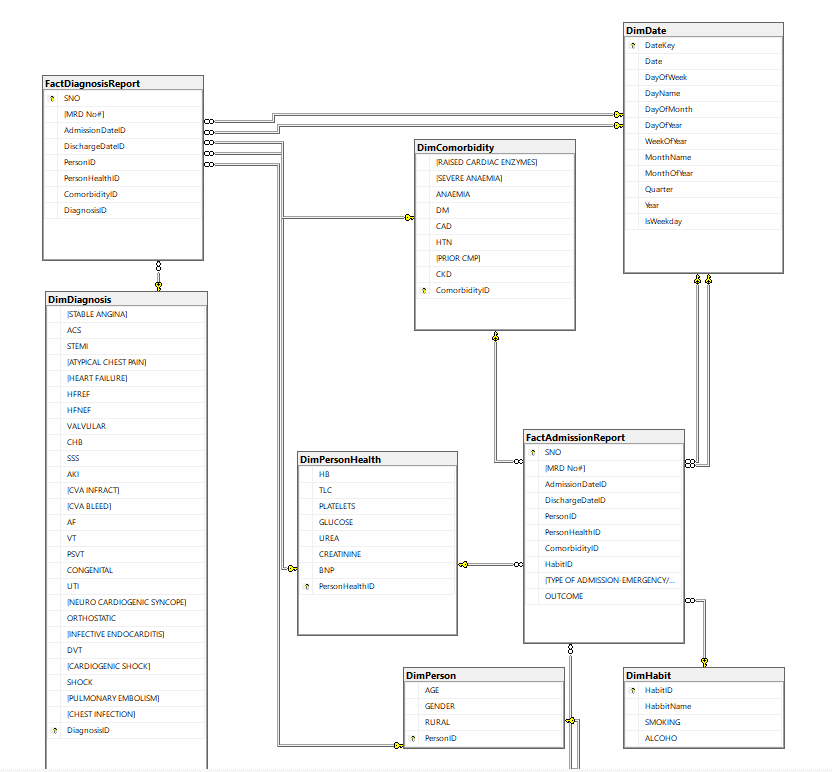 DimDate
DateKey
Date
DayOfWeek
DayName
DayOfMonth
DayOfYear
WeekOfYear
MonthName
MonthOfYear
Quarter
Year
IsWeekday
FactDiagnosisReport
SNO
[MRD No#]
AdmissionDateID
DischargeDateID
PersonID
PersonHealthID
ComorbidityID
DiagnosisID
DimComorbidity
[RAISED CARDIAC ENZYMES]
[SEVERE ANAEMIA]
ANAEMIA
DM
CAD
HTN
[PRIOR CMP]
CKD
ComorbidityID
DimDiagnosis
[STABLE ANGINA]
ACS
STEMI
[ATYPICAL CHEST PAIN]
[HEART FAILURE]
HFREF
HFNEF
VALVULAR
CHB
SSS
AKI
[CVA INFRACT]
[CVA BLEED]
AF
VT
PSVT
CONGENITAL
UTI
[NEURO CARDIOGENIC SYNCOPE]
ORTHOSTATIC
[INFECTIVE ENDOCARDITIS]
DVT
[CARDIOGENIC SHOCK]
SHOCK
[PULMONARY EMBOLISM]
[CHEST INFECTION]
DiagnosisID
DimPersonHealth
HB
TLC
PLATELETS
GLUCOSE
UREA
CREATININE
BNP
PersonHealthID
FactAdmissionReport
SNO
[MRD No#]
AdmissionDateID
DischargeDateID
PersonID
PersonHealthID
ComorbidityID
HabitID
[TYPE OF ADMISSION-EMERGENCY/...
OUTCOME
DimPerson
AGE
GENDER
RURAL
PersonID
DimHabit
HabitID
HabbitName
SMOKING
ALCOHO